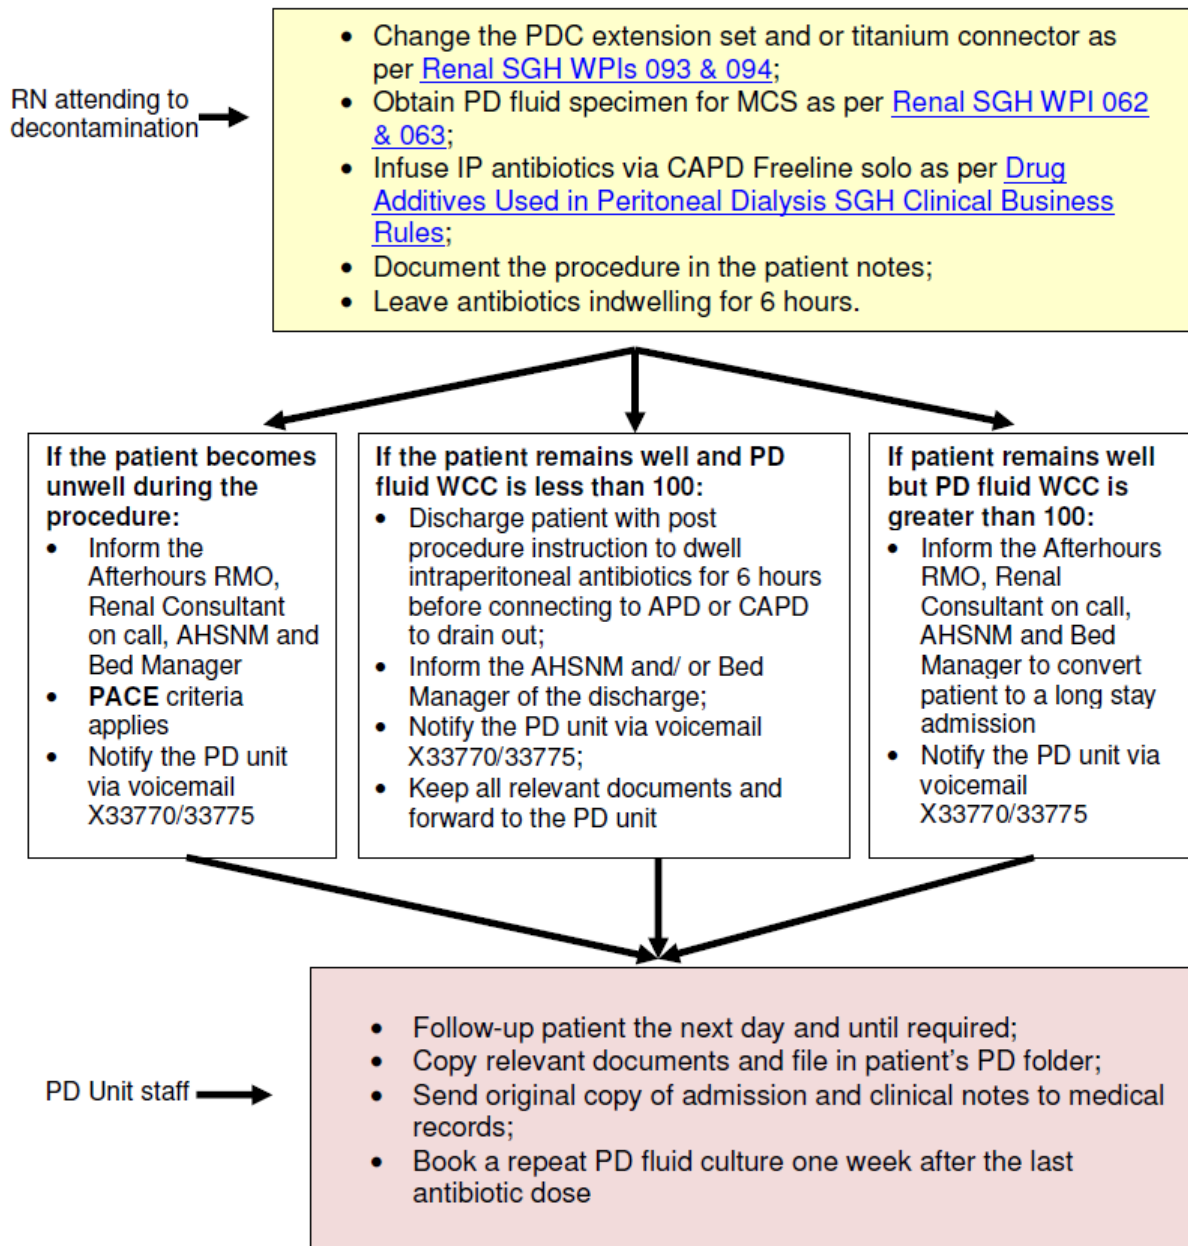 • Change the PDC extension set and or titanium connector as
per Renal SGH WPIs 093 & 094;
• Obtain PD fluid specimen for MCS as per Renal SGH WPI 062
& 063;
• Infuse IP antibiotics via CAPD Freeline solo as per Drug
Additives Used in Peritoneal Dialysis SGH Clinical Business
Rules;
• Document the procedure in the patient notes;
• Leave antibiotics indwelling for 6 hours.
RN attending to
decontamination
If the patient becomes
unwell during the
procedure:
• Inform the
Afterhours RMO,
Renal Consultant
on call, AHSNM and
Bed Manager
• PACE criteria
applies
• Notify the PD unit
via voicemail
X33770/33775
If the patient remains well and PD
fluid WCC is less than 100:
• Discharge patient with post
procedure instruction to dwell
intraperitoneal antibiotics for 6 hours
before connecting to APD or CAPD
to drain out;
• Inform the AHSNM and/ or Bed
Manager of the discharge;
• Notify the PD unit via voicemail
X33770/33775;
• Keep all relevant documents and
forward to the PD unit
If patient remains well
but PD fluid WCC is
greater than 100:
• Inform the Afterhours
RMO, Renal
Consultant on call,
AHSNM and Bed
Manager to convert
patient to a long stay
admission
• Notify the PD unit via
voicemail
X33770/33775
PD Unit staff
• Follow-up patient the next day and until required;
• Copy relevant documents and file in patient's PD folder;
• Send original copy of admission and clinical notes to medical
records;
• Book a repeat PD fluid culture one week after the last
antibiotic dose